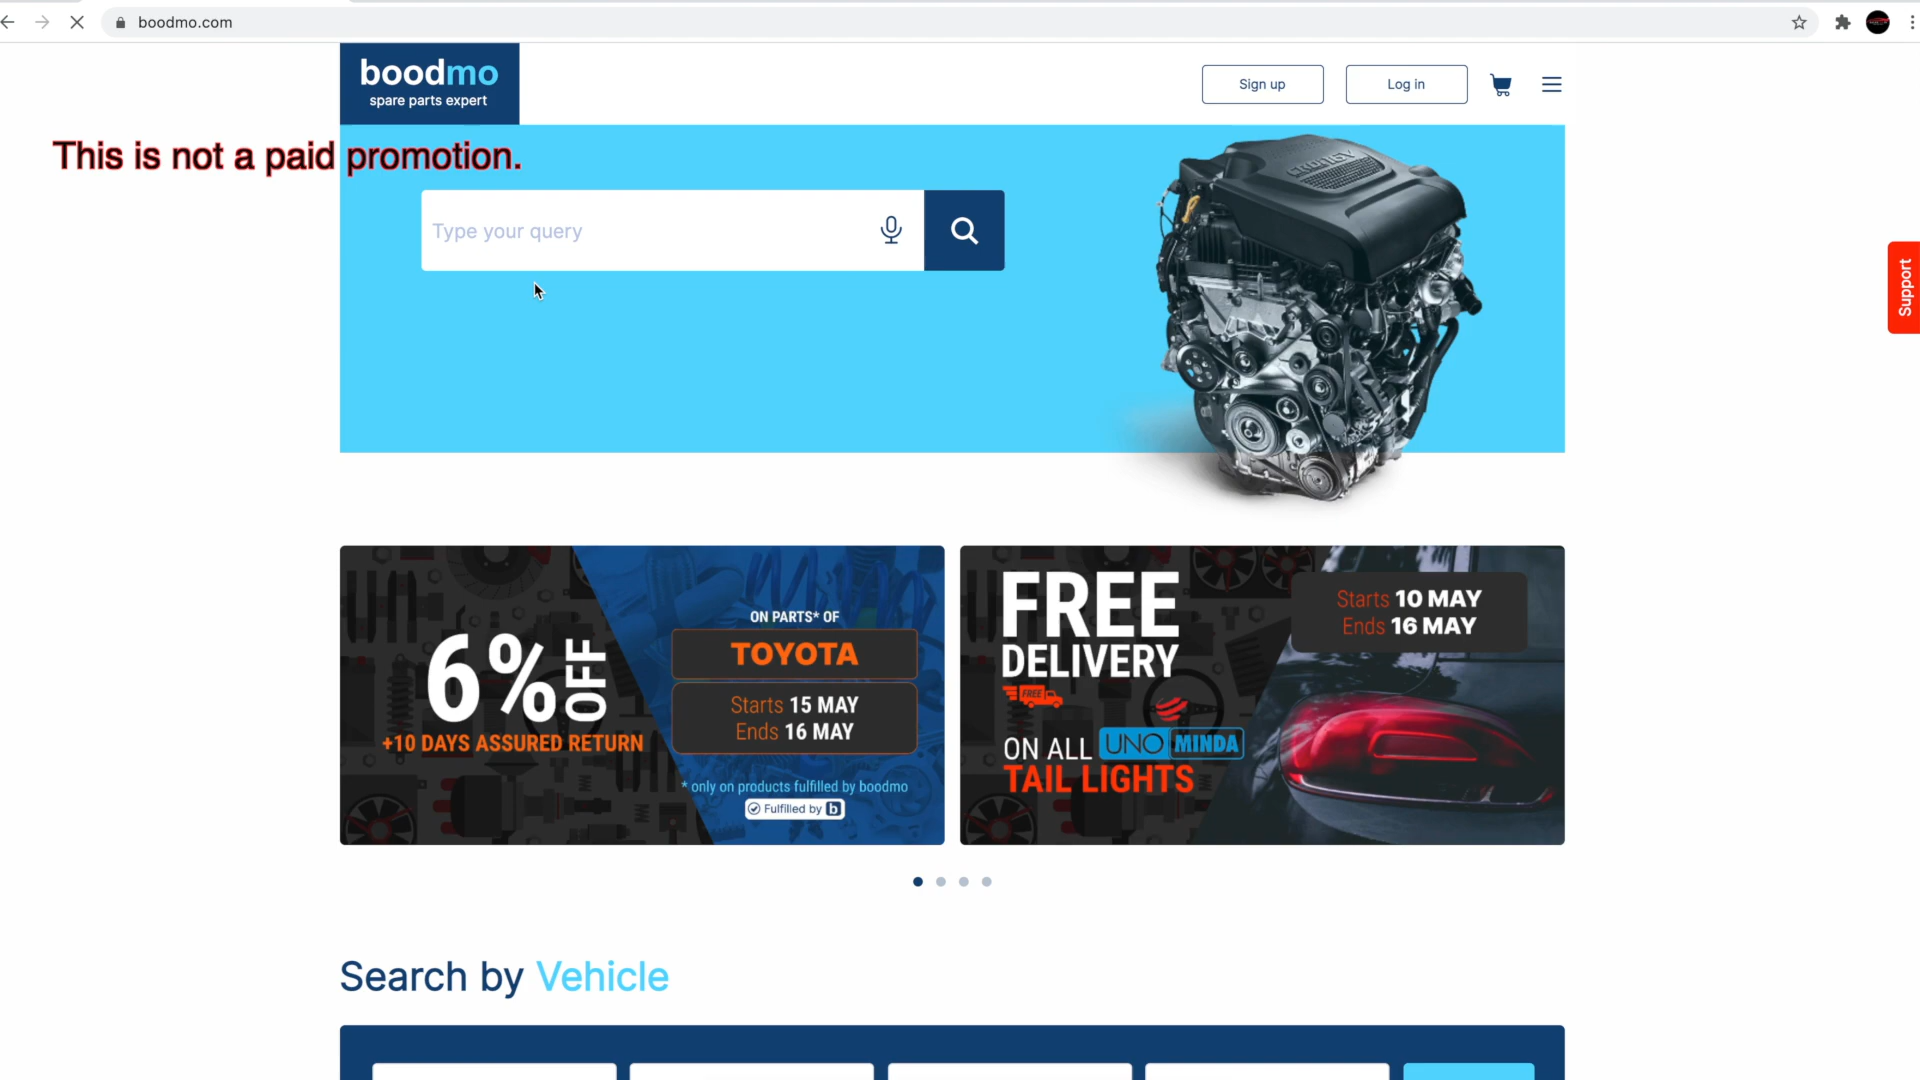 boodmo.com
boodmo
spare parts expert
Sign up
Log in
This is not a paid promotion.
Type your query
Support
6% OFF
+10 DAYS ASSURED RETURN
ON PARTS* OF
TOYOTA
Starts 15 MAY
Ends 16 MAY
* only on products fulfilled by boodmo
Fulfilled by b
FREE
DELIVERY
FREE
ON ALL UNO MINDA
TAIL LIGHTS
Starts 10 MAY
Ends 16 MAY
Search by Vehicle